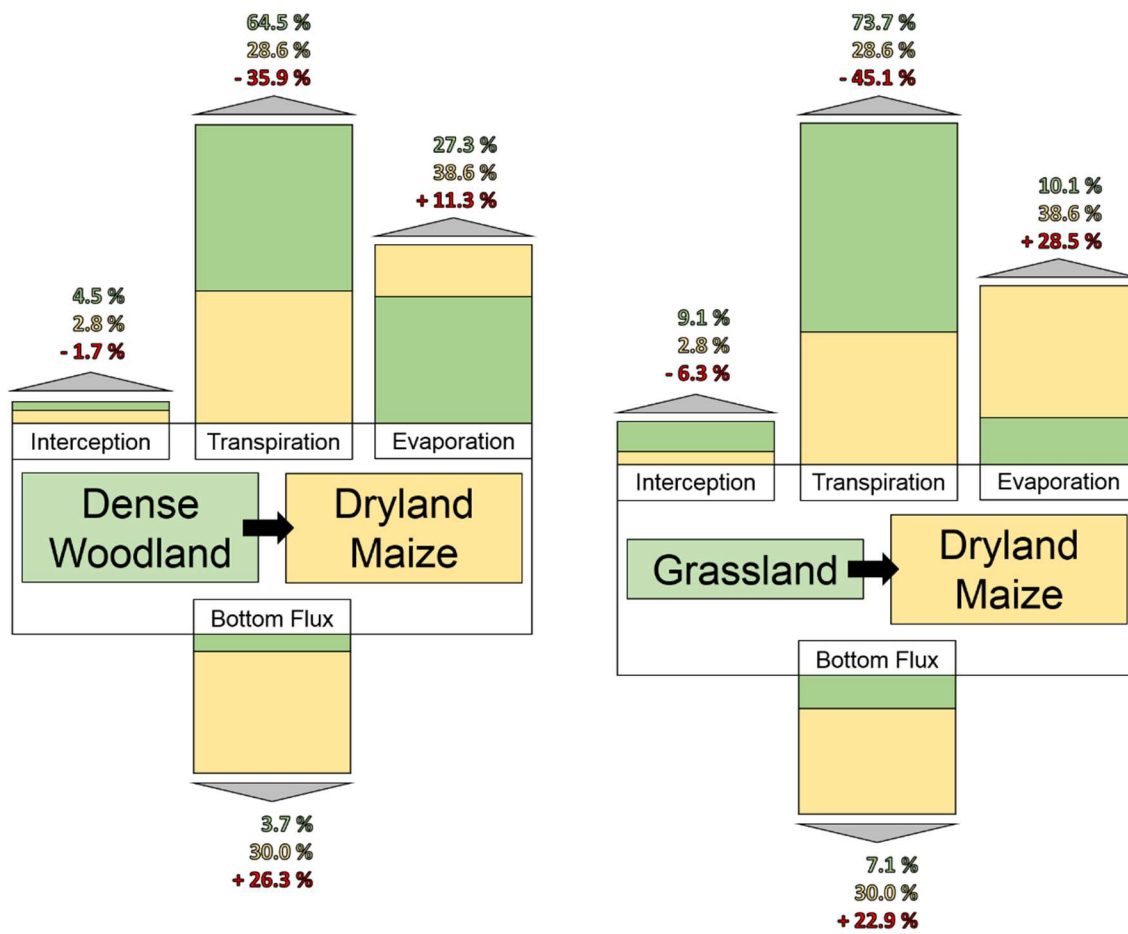 64.5 %
28.6 %
- 35.9 %
27.3 %
38.6 %
+ 11.3 %
4.5 %
2.8 %
- 1.7 %
Interception
Transpiration
Evaporation
Dense
Woodland
Dryland
Maize
Bottom Flux
3.7 %
30.0 %
+ 26.3 %
73.7 %
28.6 %
- 45.1 %
10.1 %
38.6 %
+ 28.5 %
9.1 %
2.8 %
- 6.3 %
Interception
Transpiration
Evaporation
Grassland
Dryland
Maize
Bottom Flux
7.1 %
30.0 %
+ 22.9 %